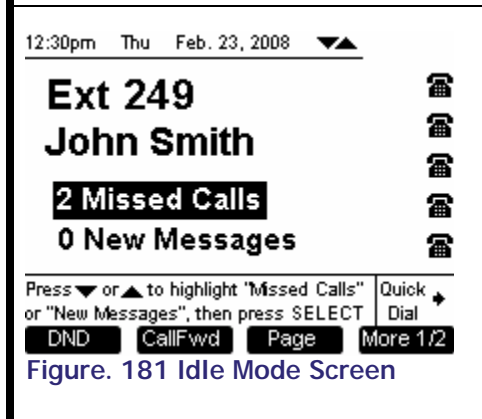 12:30pm Thu Feb. 23, 2008
Ext 249
John Smith
2 Missed Calls
0 New Messages
Press ▼ or ▲ to highlight "Missed Calls"
or "New Messages", then press SELECT
Quick
Dial
DND CallFwd Page More 1/2
Figure. 181 Idle Mode Screen